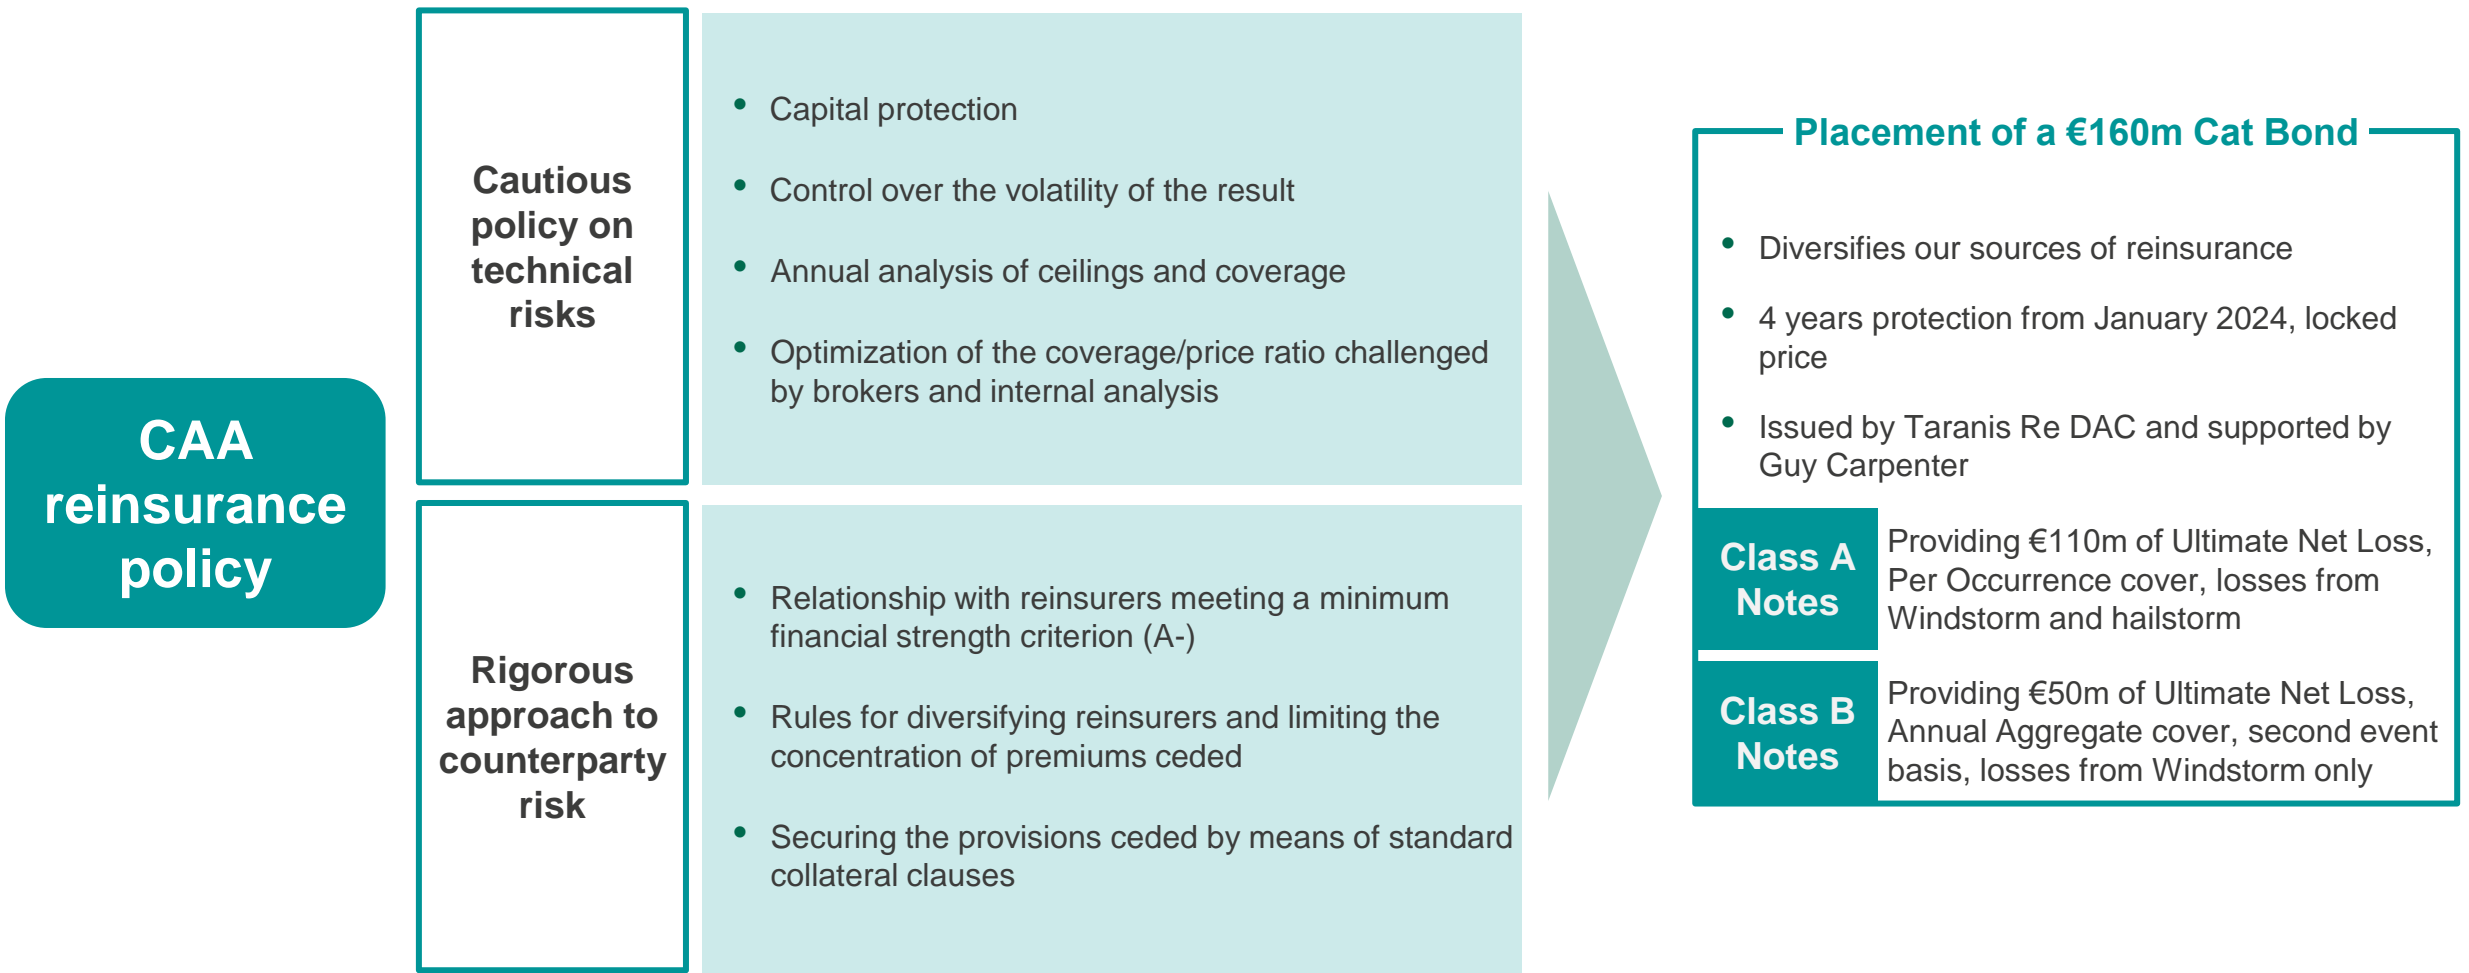 CAA
reinsurance
policy
Cautious
policy on
technical
risks
• Capital protection
• Control over the volatility of the result
• Annual analysis of ceilings and coverage
• Optimization of the coverage/price ratio challenged
by brokers and internal analysis
Rigorous
approach to
counterparty
risk
• Relationship with reinsurers meeting a minimum
financial strength criterion (A-)
• Rules for diversifying reinsurers and limiting the
concentration of premiums ceded
• Securing the provisions ceded by means of standard
collateral clauses
Placement of a €160m Cat Bond
• Diversifies our sources of reinsurance
• 4 years protection from January 2024, locked
price
• Issued by Taranis Re DAC and supported by
Guy Carpenter
Class A
Notes
Providing €110m of Ultimate Net Loss,
Per Occurrence cover, losses from
Windstorm and hailstorm
Class B
Notes
Providing €50m of Ultimate Net Loss,
Annual Aggregate cover, second event
basis, losses from Windstorm only